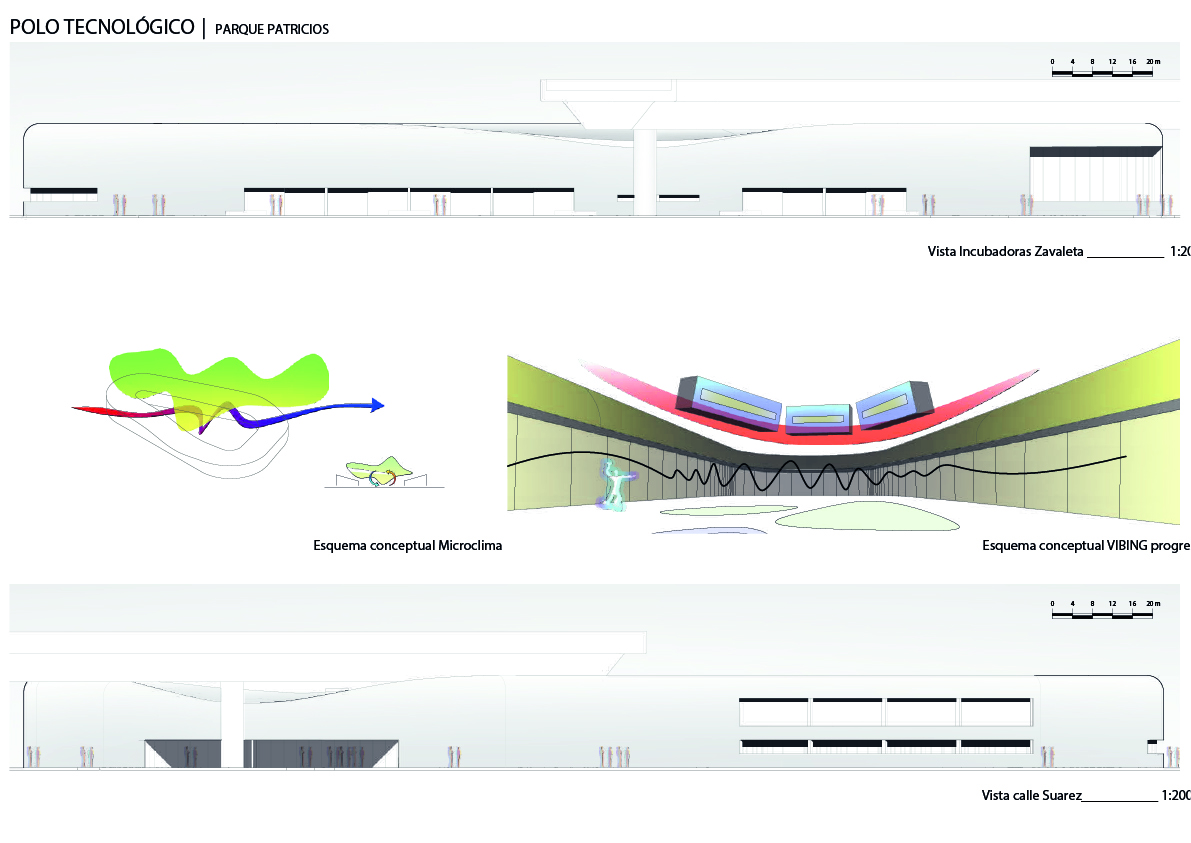 POLO TECNOLÓGICO | PARQUE PATRICIOS
0 4 8 12 16 20 m
Vista Incubadoras Zavaleta ___________ 1:20
Esquema conceptual Microclima
Esquema conceptual VIBING progre
0 4 8 12 16 20 m
Vista calle Suarez___________ 1:200